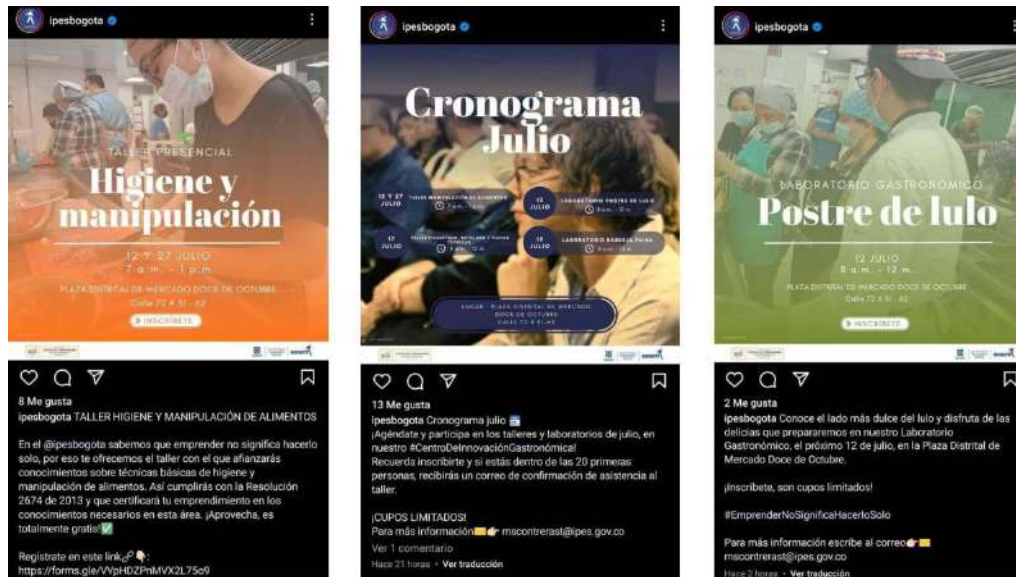 ipesbogota
TALLER PRESENCIAL
Higiene y
manipulación
12 Y 27 JULIO
7 a.m. - 1 p.m
PLAZA DISTRITAL DE MERCADO DOCE DE OCTUBRE
Calle 72 # 51 - 62
INSCRÍBETE
8 Me gusta
ipesbogota TALLER HIGIENE Y MANIPULACIÓN DE ALIMENTOS
En el @ipesbogota sabemos que emprender no significa hacerlo
solo, por eso te ofrecemos el taller con el que afianzarás
conocimientos sobre técnicas básicas de higiene y
manipulación de alimentos. Así cumplirás con la Resolución
2674 de 2013 y que certificará tu emprendimiento en los
conocimientos necesarios en esta área. ¡Aprovecha, es
totalmente gratis!✅
Regístrate en este link🔗👇🏻:
https://forms.gle/VVpHDZPnMVX2L75o9
ipesbogota
Cronograma
Julio
12 Y 27
JULIO
TALLER MANIPULACIÓN DE ALIMENTOS
7 a.m. - 1 p.m.
12
JULIO
LABORATORIO POSTRE DE LULO
8 a.m. - 12 m.
17
JULIO
JULIO
LABORATORIO
LUGAR: PLAZA DISTRITAL DE MERCADO
DOCE DE OCTUBRE
CALLE 72 # 51-62
13 Me gusta
ipesbogota Cronograma julio 📅
¡Agéndate y participa en los talleres y laboratorios de julio, en
nuestro #CentroDeInnovaciónGastronómica!
Recuerda inscribirte y si estás dentro de las 20 primeras
personas, recibirás un correo de confirmación de asistencia al
taller.
¡CUPOS LIMITADOS!
Para más información✉️👉🏻 mscontrerast@ipes.gov.co
Ver 1 comentario
Hace 21 horas • Ver traducción
ipesbogota
LABORATORIO GASTRONÓMICO
Postre de lulo
12 JULIO
8 a.m. - 12 m.
PLAZA DISTRITAL DE MERCADO DOCE DE OCTUBRE
Calle 72 # 51 - 62
INSCRÍBETE
2 Me gusta
ipesbogota Conoce el lado más dulce del lulo y disfruta de las
delicias que prepararemos en nuestro Laboratorio
Gastronómico, el próximo 12 de julio, en la Plaza Distrital de
Mercado Doce de Octubre.
¡Inscríbete, son cupos limitados!
#EmprenderNoSignificaHacerloSolo
Para más información escribe al correo👉🏻✉️
mscontrerast@ipes.gov.co
Hace 2 horas • Ver traducción